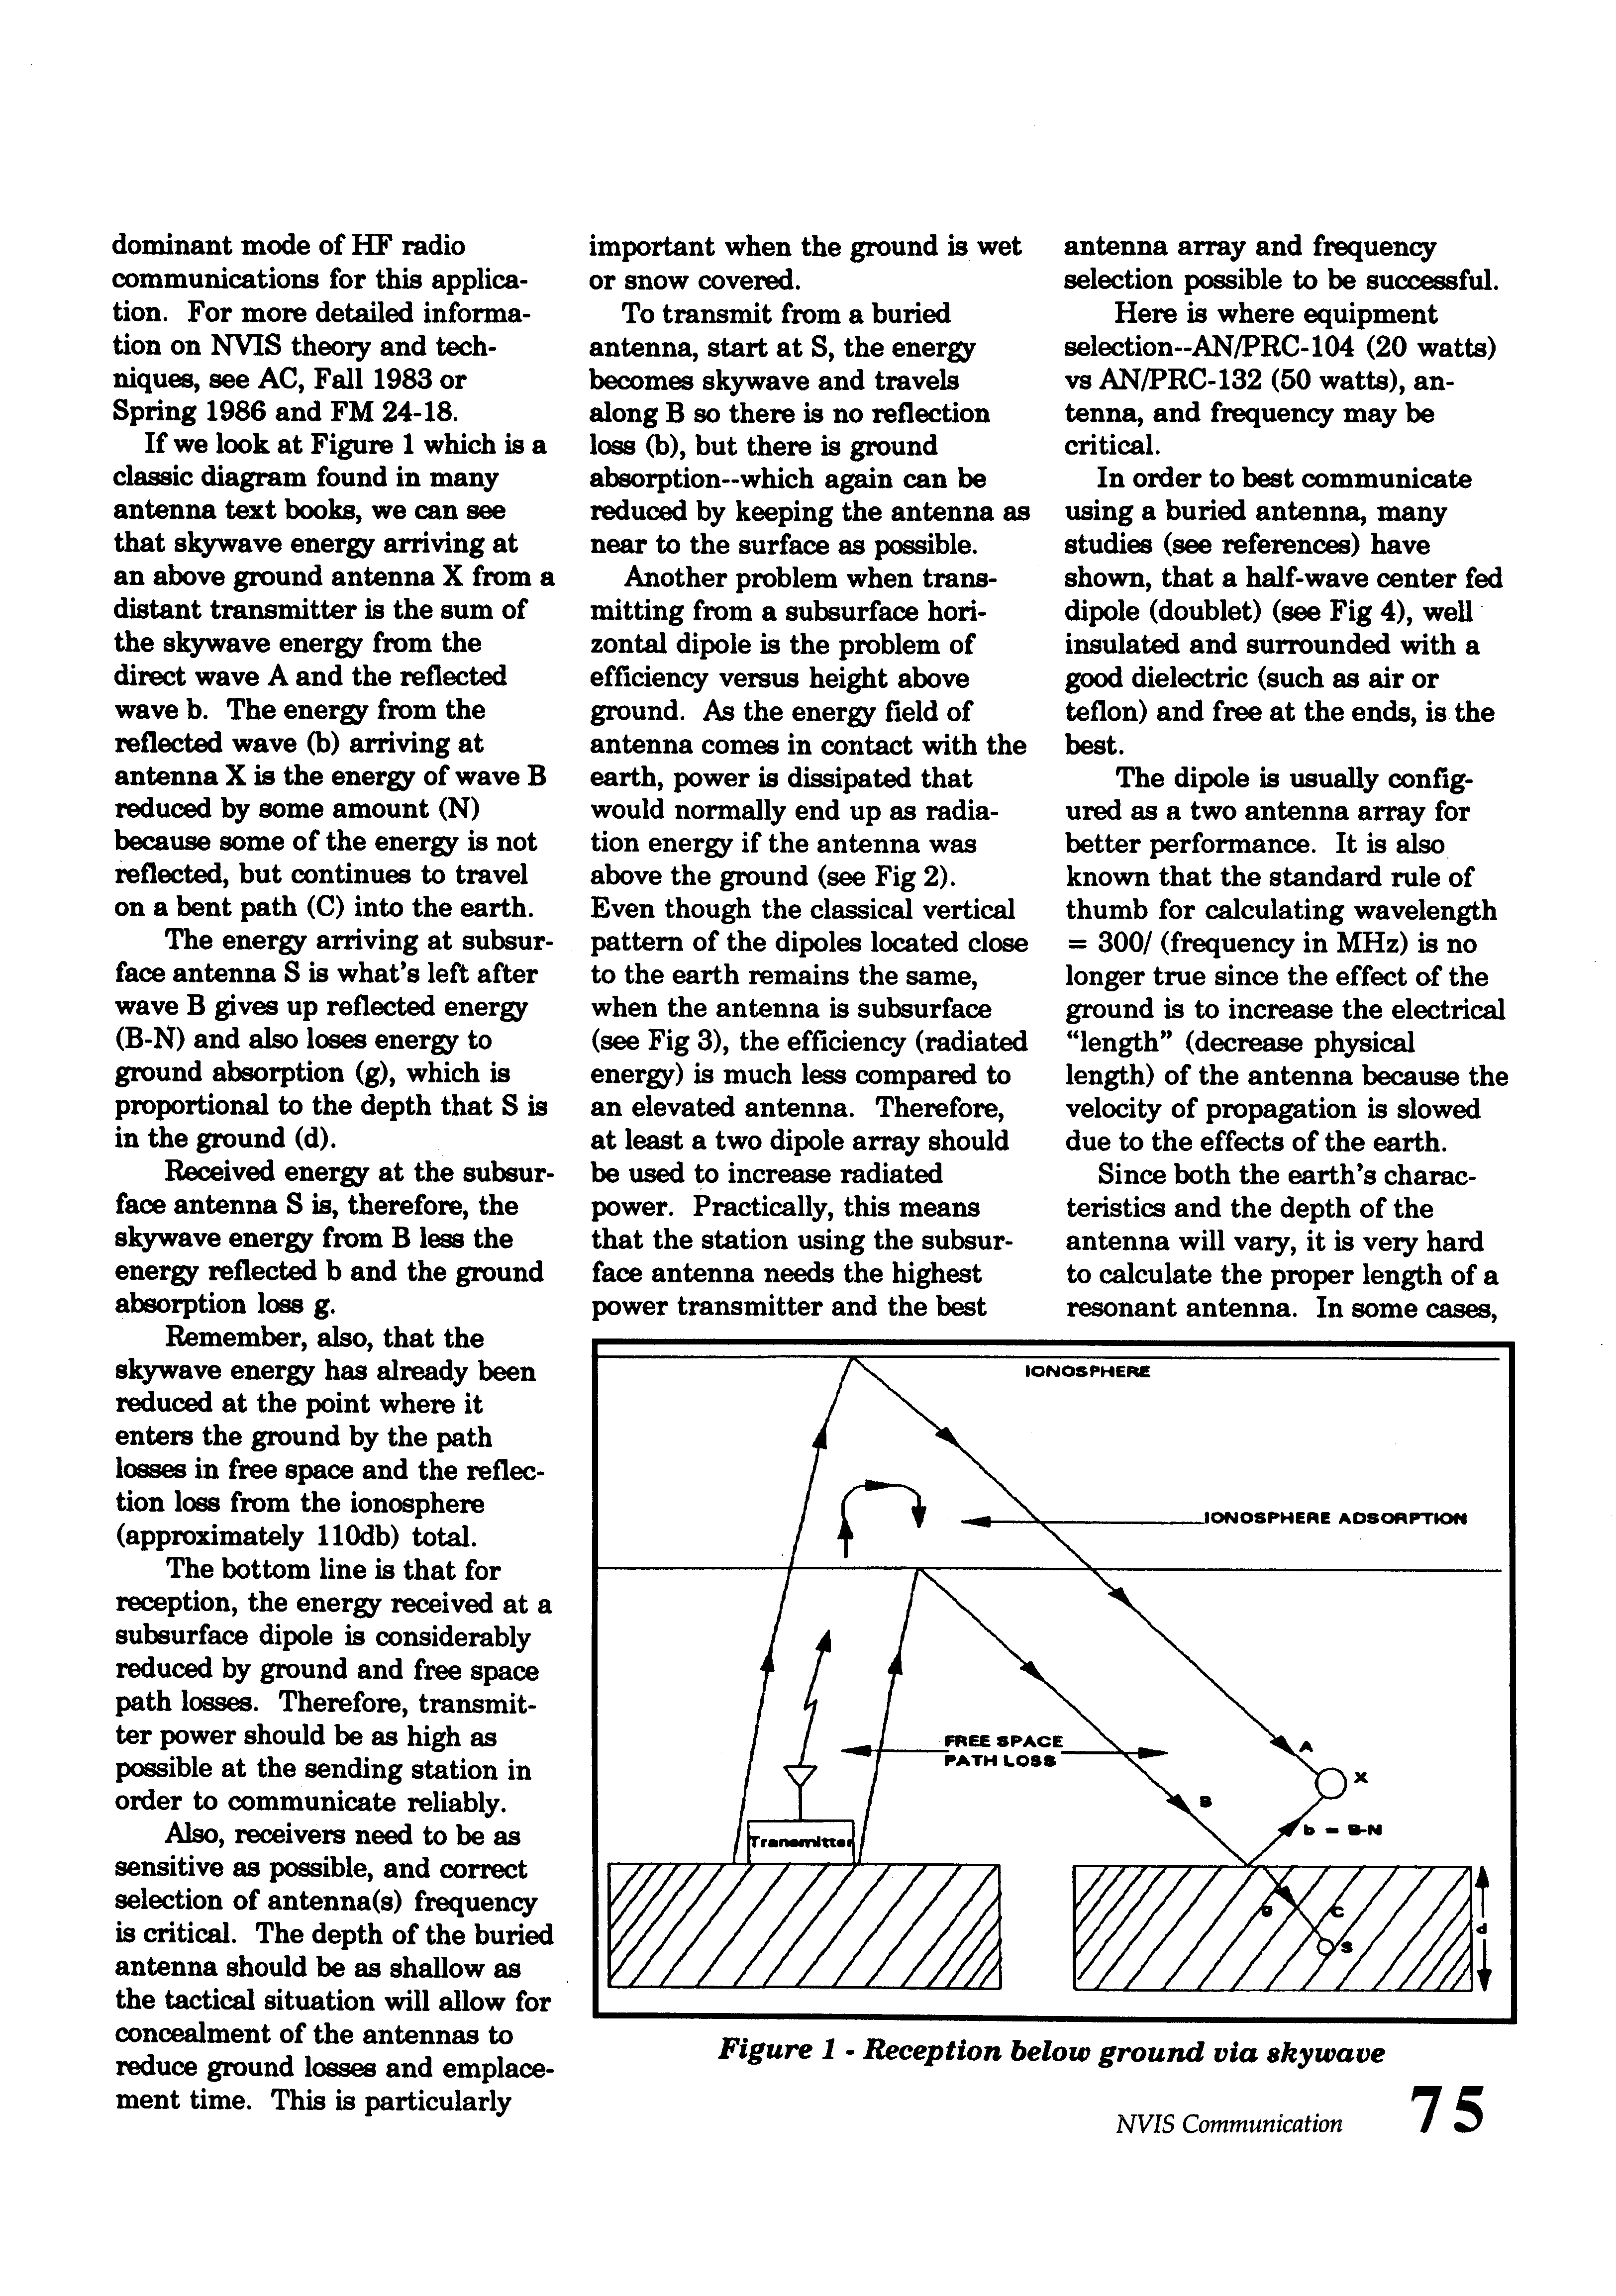 dominant mode of HF radio
communications for this applica-
tion. For more detailed informa-
tion on NVIS theory and tech-
niques, see AC, Fall 1983 or
Spring 1986 and FM 24-18.
If we look at Figure 1 which is a
classic diagram found in many
antenna text books, we can see
that skywave energy arriving at
an above ground antenna X from a
distant transmitter is the sum of
the skywave energy from the
direct wave A and the reflected
wave b. The energy from the
reflected wave (b) arriving at
antenna X is the energy of wave B
reduced by some amount (N)
because some of the energy is not
reflected, but continues to travel
on a bent path (C) into the earth.
The energy arriving at subsur-
face antenna S is what's left after
wave B gives up reflected energy
(B-N) and also loses energy to
ground absorption (g), which is
proportional to the depth that S is
in the ground (d).
Received energy at the subsur-
face antenna S is, therefore, the
skywave energy from B less the
energy reflected b and the ground
absorption loss g.
Remember, also, that the
skywave energy has already been
reduced at the point where it
enters the ground by the path
losses in free space and the reflec-
tion loss from the ionosphere
(approximately 110db) total.
The bottom line is that for
reception, the energy received at a
subsurface dipole is considerably
reduced by ground and free space
path losses. Therefore, transmit-
ter power should be as high as
possible at the sending station in
order to communicate reliably.
Also, receivers need to be as
sensitive as possible, and correct
selection of antenna(s) frequency
is critical. The depth of the buried
antenna should be as shallow as
the tactical situation will allow for
concealment of the antennas to
reduce ground losses and emplace-
ment time. This is particularly
important when the ground is wet
or snow covered.
To transmit from a buried
antenna, start at S, the energy
becomes skywave and travels
along B so there is no reflection
loss (b), but there is ground
absorption--which again can be
reduced by keeping the antenna as
near to the surface as possible.
Another problem when trans-
mitting from a subsurface hori-
zontal dipole is the problem of
efficiency versus height above
ground. As the energy field of
antenna comes in contact with the
earth, power is dissipated that
would normally end up as radia-
tion energy if the antenna was
above the ground (see Fig 2).
Even though the classical vertical
pattern of the dipoles located close
to the earth remains the same,
when the antenna is subsurface
(see Fig 3), the efficiency (radiated
energy) is much less compared to
an elevated antenna. Therefore,
at least a two dipole array should
be used to increase radiated
power. Practically, this means
that the station using the subsur-
face antenna needs the highest
power transmitter and the best
antenna array and frequency
selection possible to be successful.
Here is where equipment
selection--AN/PRC-104 (20 watts)
vs AN/PRC-132 (50 watts), an-
tenna, and frequency may be
critical.
In order to best communicate
using a buried antenna, many
studies (see references) have
shown, that a half-wave center fed
dipole (doublet) (see Fig 4), well
insulated and surrounded with a
good dielectric (such as air or
teflon) and free at the ends, is the
best.
The dipole is usually config-
ured as a two antenna array for
better performance. It is also
known that the standard rule of
thumb for calculating wavelength
= 300/ (frequency in MHz) is no
longer true since the effect of the
ground is to increase the electrical
“length” (decrease physical
length) of the antenna because the
velocity of propagation is slowed
due to the effects of the earth.
Since both the earth's charac-
teristics and the depth of the
antenna will vary, it is very hard
to calculate the proper length of a
resonant antenna. In some cases,
IONOSPHERE
IONOSPHERE ADSORPTION
FREE SPACE
PATH LOSS
A
X
B
b = B-N
Transmitter
g
C
S
d
Figure 1 - Reception below ground via skywave
NVIS Communication 75